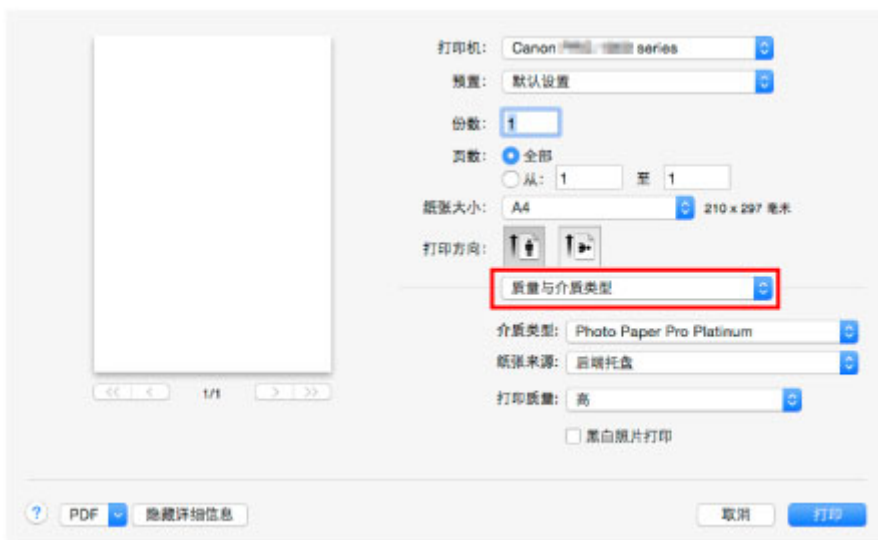 打印机: Canon series
预置: 默认设置
份数: 1
页数: 全部
从: 1 至 1
纸张大小: A4 210 x 297 毫米
打印方向:
质量与介质类型
介质类型: Photo Paper Pro Platinum
纸张来源: 后端托盘
打印质量: 高
黑白照片打印
1/1
? PDF 隐藏详细信息 取消 打印